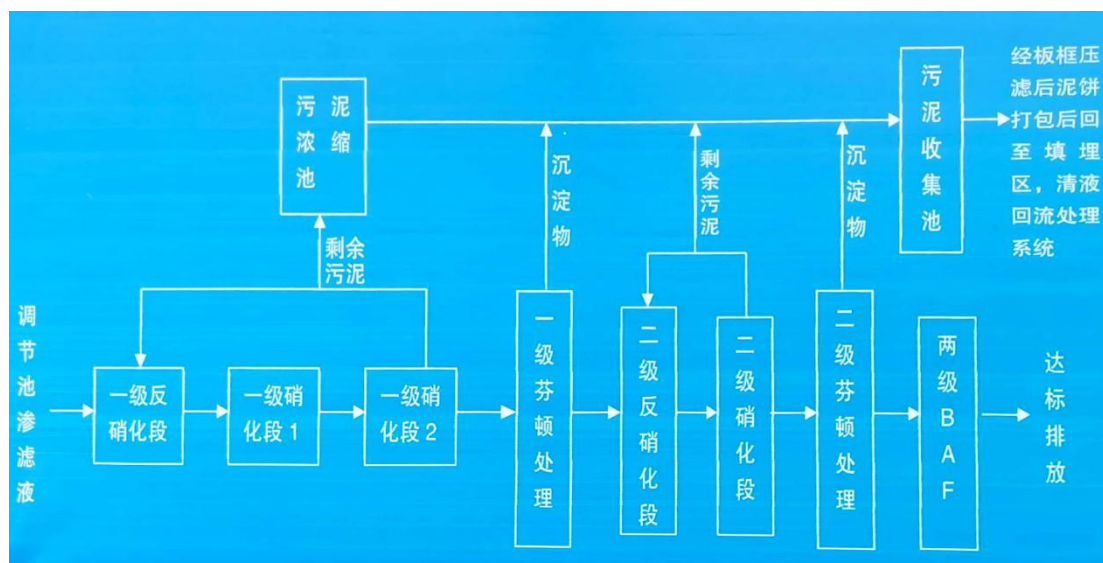 污泥
浓缩
池
剩余
污泥
沉淀物
剩余污泥
沉淀物
污泥收集池
经板框压
滤后泥饼
打包后回
至填埋
区，清液
回流处理
系统
调节池渗滤液
一级反
硝化段
一级硝
化段1
一级硝
化段2
一级芬顿处理
二级反硝化段
二级硝化段
二级芬顿处理
两级BAF
达标排放